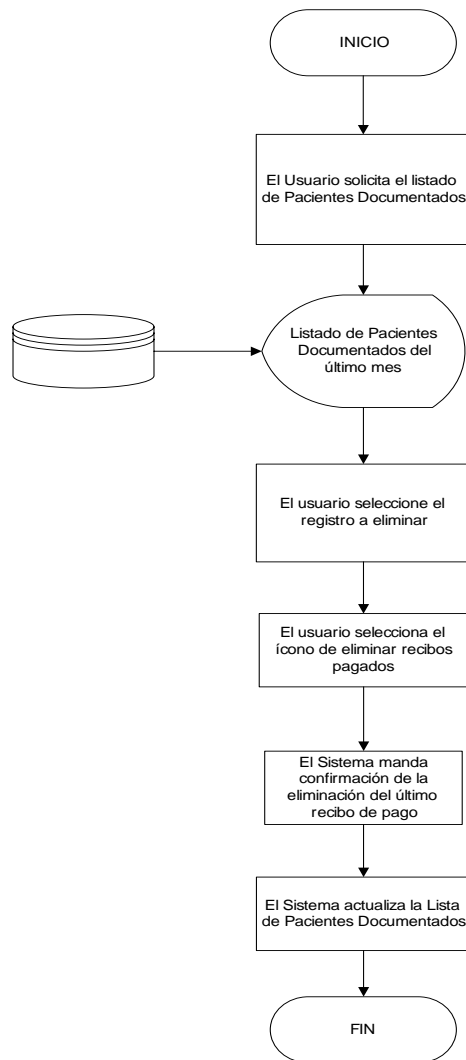 INICIO
El Usuario solicita el listado
de Pacientes Documentados
Listado de Pacientes
Documentados del
último mes
El usuario seleccione el
registro a eliminar
El usuario selecciona el
ícono de eliminar recibos
pagados
El Sistema manda
confirmación de la
eliminación del último
recibo de pago
El Sistema actualiza la Lista
de Pacientes Documentados
FIN